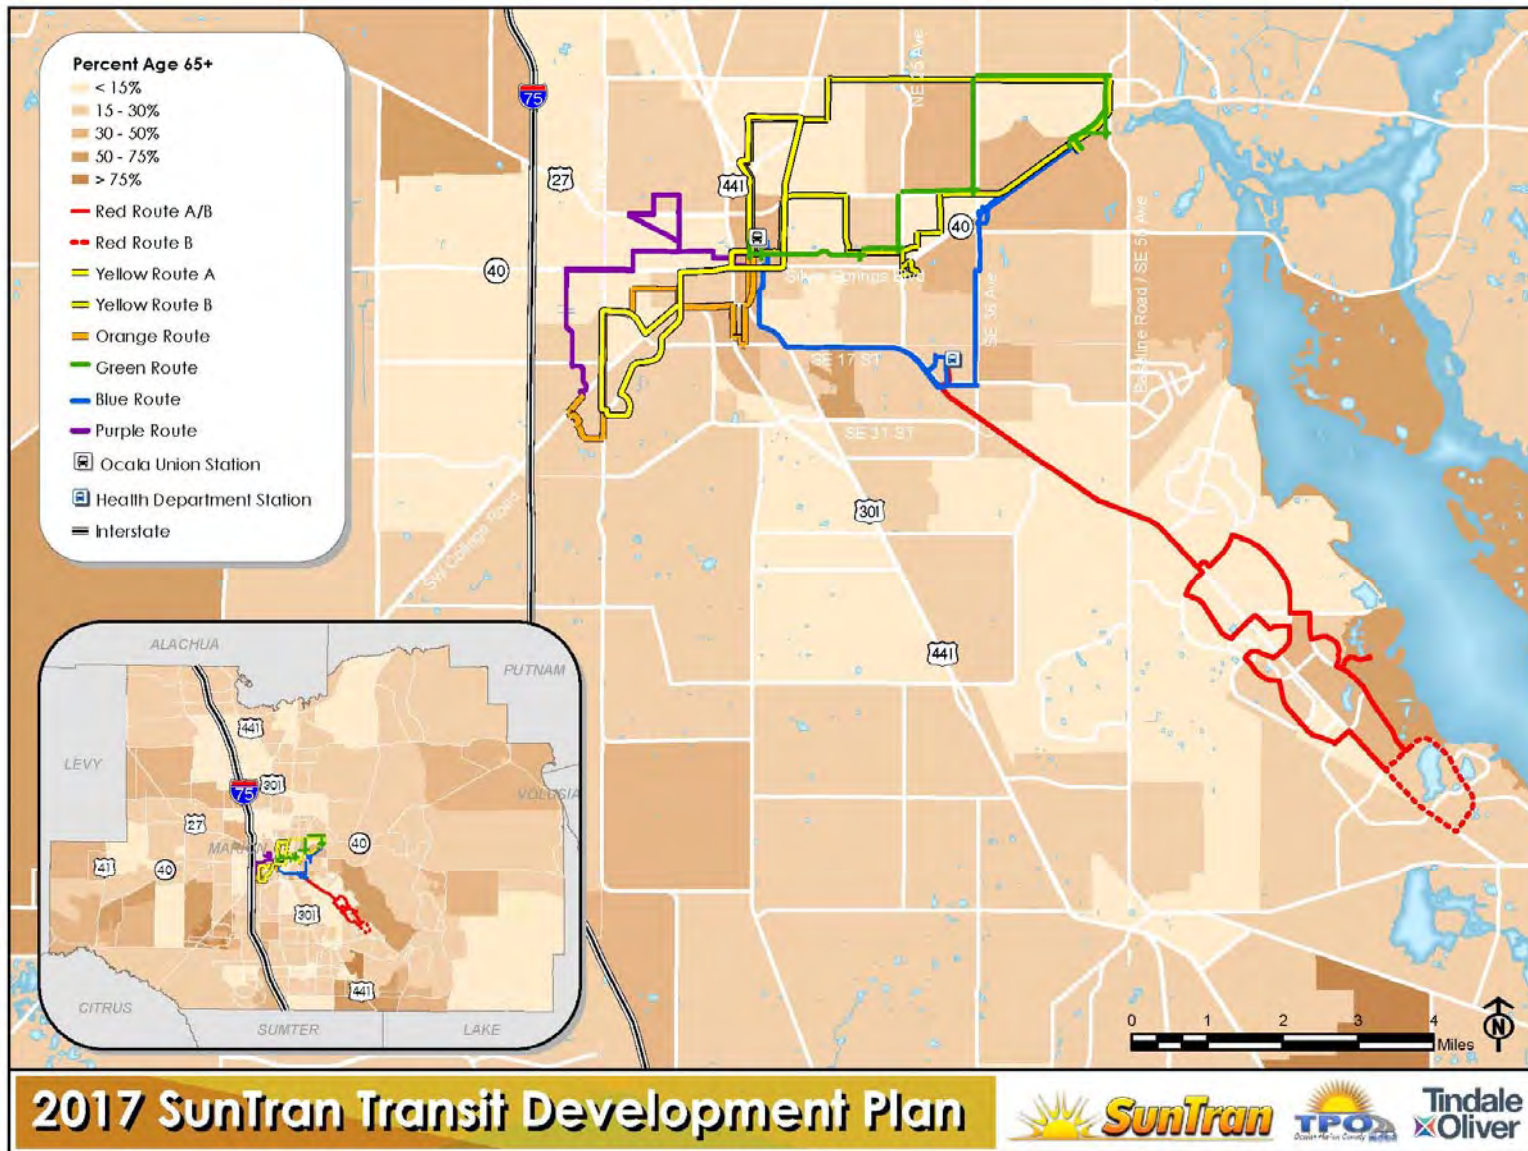 Percent Age 65+
< 15%
15 - 30%
30 - 50%
50 - 75%
> 75%
Red Route A/B
Red Route B
Yellow Route A
Yellow Route B
Orange Route
Green Route
Blue Route
Purple Route
Ocala Union Station
Health Department Station
Interstate
75
27
441
40
40
NE 25 Ave
Silver Springs Blvd
SE 36 Ave
Baseline Road / SE 58 Ave
SE 17 ST
SE 31 ST
SW College Road
301
441
ALACHUA
PUTNAM
LEVY
VOLUSIA
MARION
CITRUS
SUMTER
LAKE
441
75
301
27
41
40
40
301
441
0 1 2 3 4
Miles
N
2017 SunTran Transit Development Plan
SunTran
TPO
Tindale
Oliver